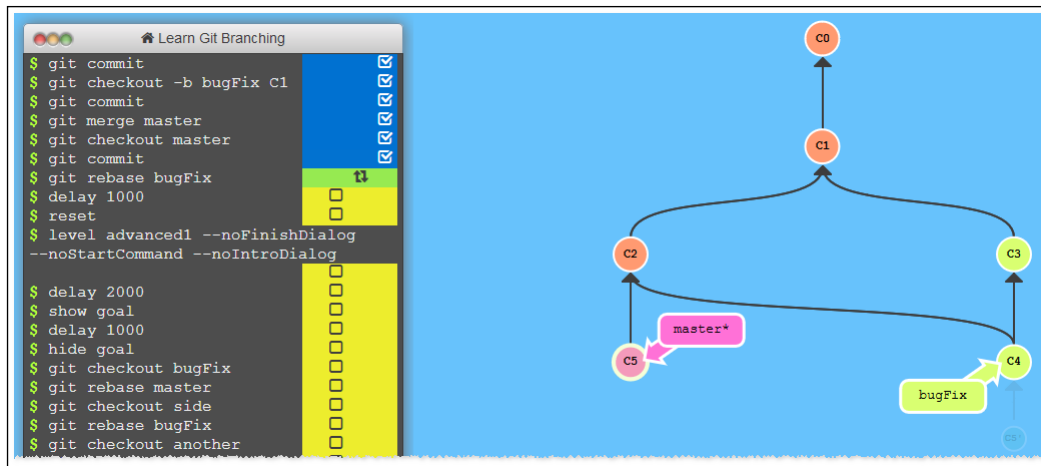 Learn Git Branching
$ git commit
$ git checkout -b bugFix C1
$ git commit
$ git merge master
$ git checkout master
$ git commit
$ git rebase bugFix
$ delay 1000
$ reset
$ level advanced1 --noFinishDialog
--noStartCommand --noIntroDialog
$ delay 2000
$ show goal
$ delay 1000
$ hide goal
$ git checkout bugFix
$ git rebase master
$ git checkout side
$ git rebase bugFix
$ git checkout another
C0
C1
C2
C3
master*
C5
C4
bugFix
C5'